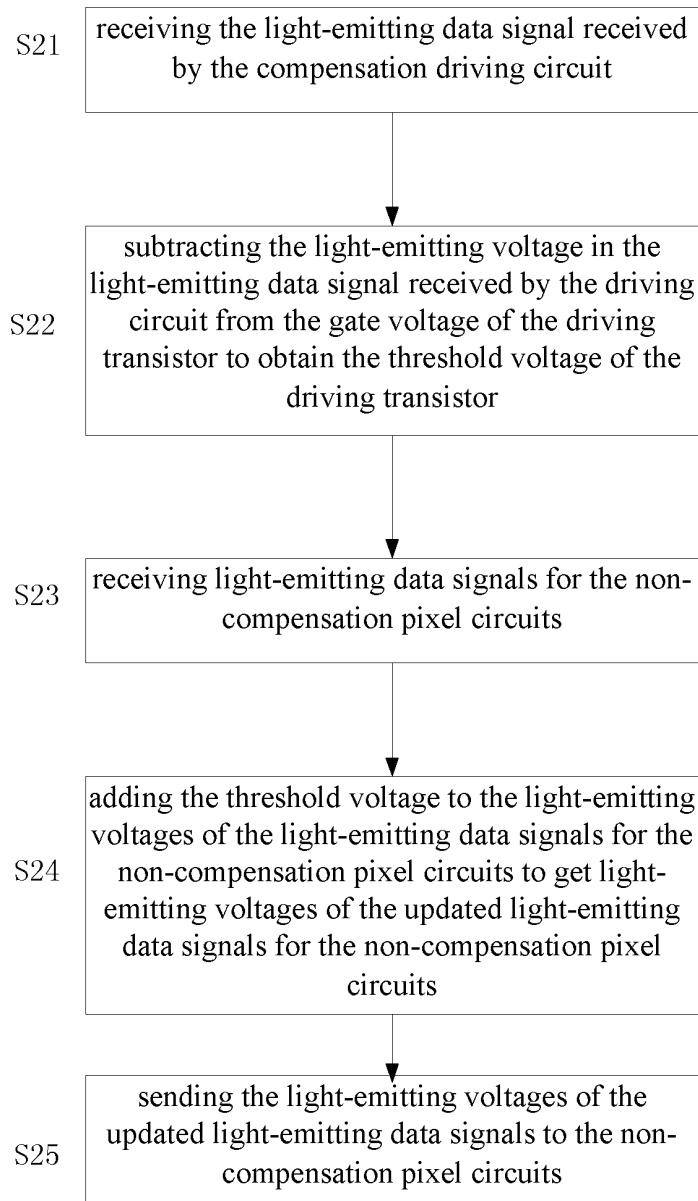 S21
receiving the light-emitting data signal received
by the compensation driving circuit
S22
subtracting the light-emitting voltage in the
light-emitting data signal received by the driving
circuit from the gate voltage of the driving
transistor to obtain the threshold voltage of the
driving transistor
S23
receiving light-emitting data signals for the non-
compensation pixel circuits
S24
adding the threshold voltage to the light-emitting
voltages of the light-emitting data signals for the
non-compensation pixel circuits to get light-
emitting voltages of the updated light-emitting
data signals for the non-compensation pixel
circuits
S25
sending the light-emitting voltages of the
updated light-emitting data signals to the non-
compensation pixel circuits